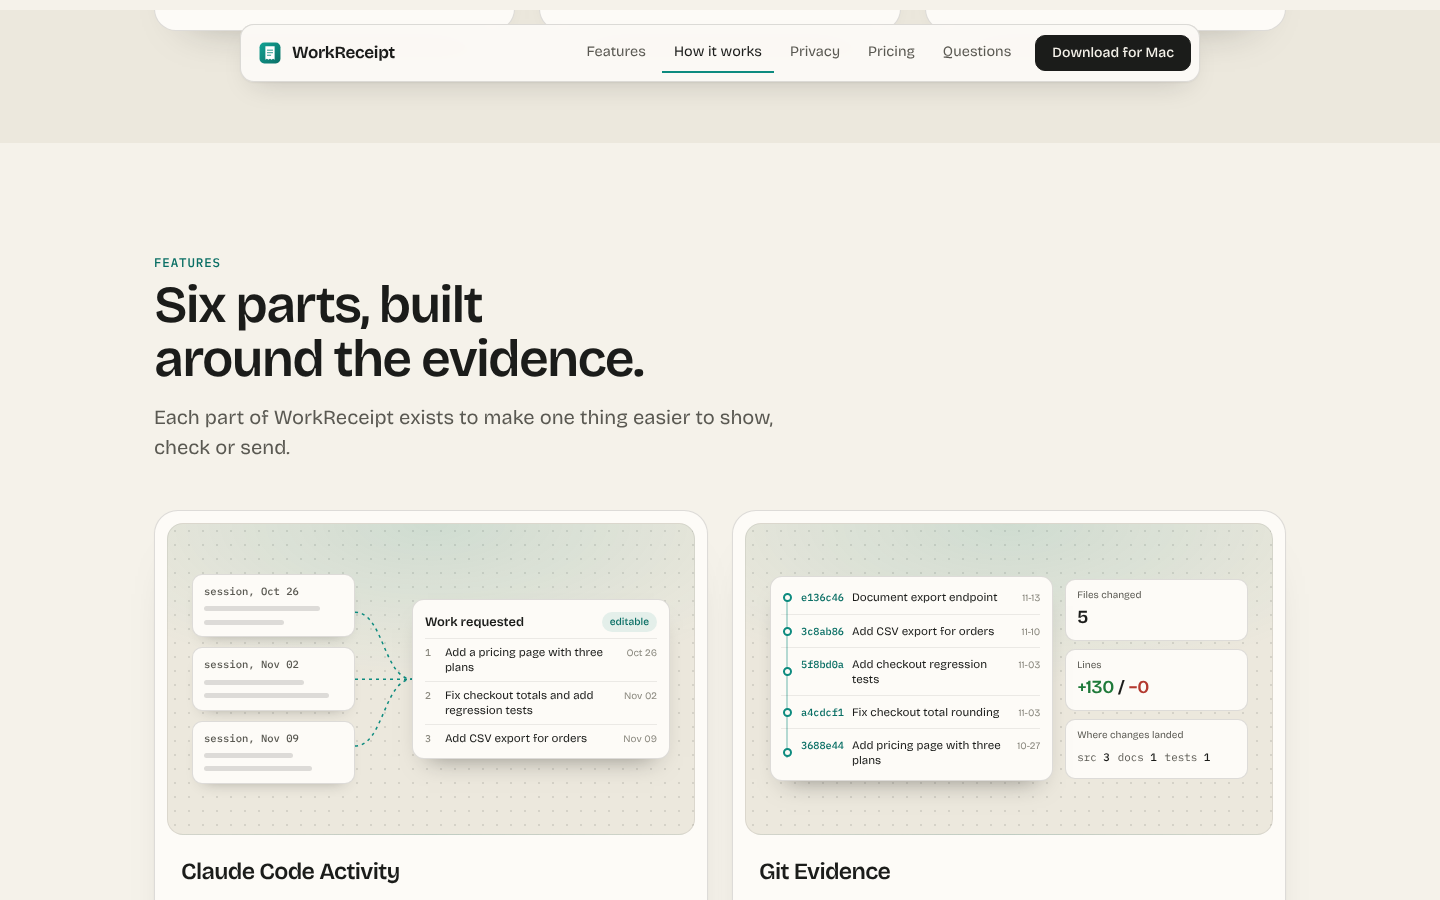 WorkReceipt
Features
How it works
Privacy
Pricing
Questions
Download for Mac
FEATURES
Six parts, built
around the evidence.
Each part of WorkReceipt exists to make one thing easier to show,
check or send.
session, Oct 26
session, Nov 02
session, Nov 09
Work requested
editable
1 Add a pricing page with three Oct 26
plans
2 Fix checkout totals and add Nov 02
regression tests
3 Add CSV export for orders Nov 09
e136c46 Document export endpoint 11-13
3c8ab86 Add CSV export for orders 11-10
5f8bd0a Add checkout regression 11-03
tests
a4cdcf1 Fix checkout total rounding 11-03
3688e44 Add pricing page with three 10-27
plans
Files changed
5
Lines
+130 / −0
Where changes landed
src 3 docs 1 tests 1
Claude Code Activity
Git Evidence